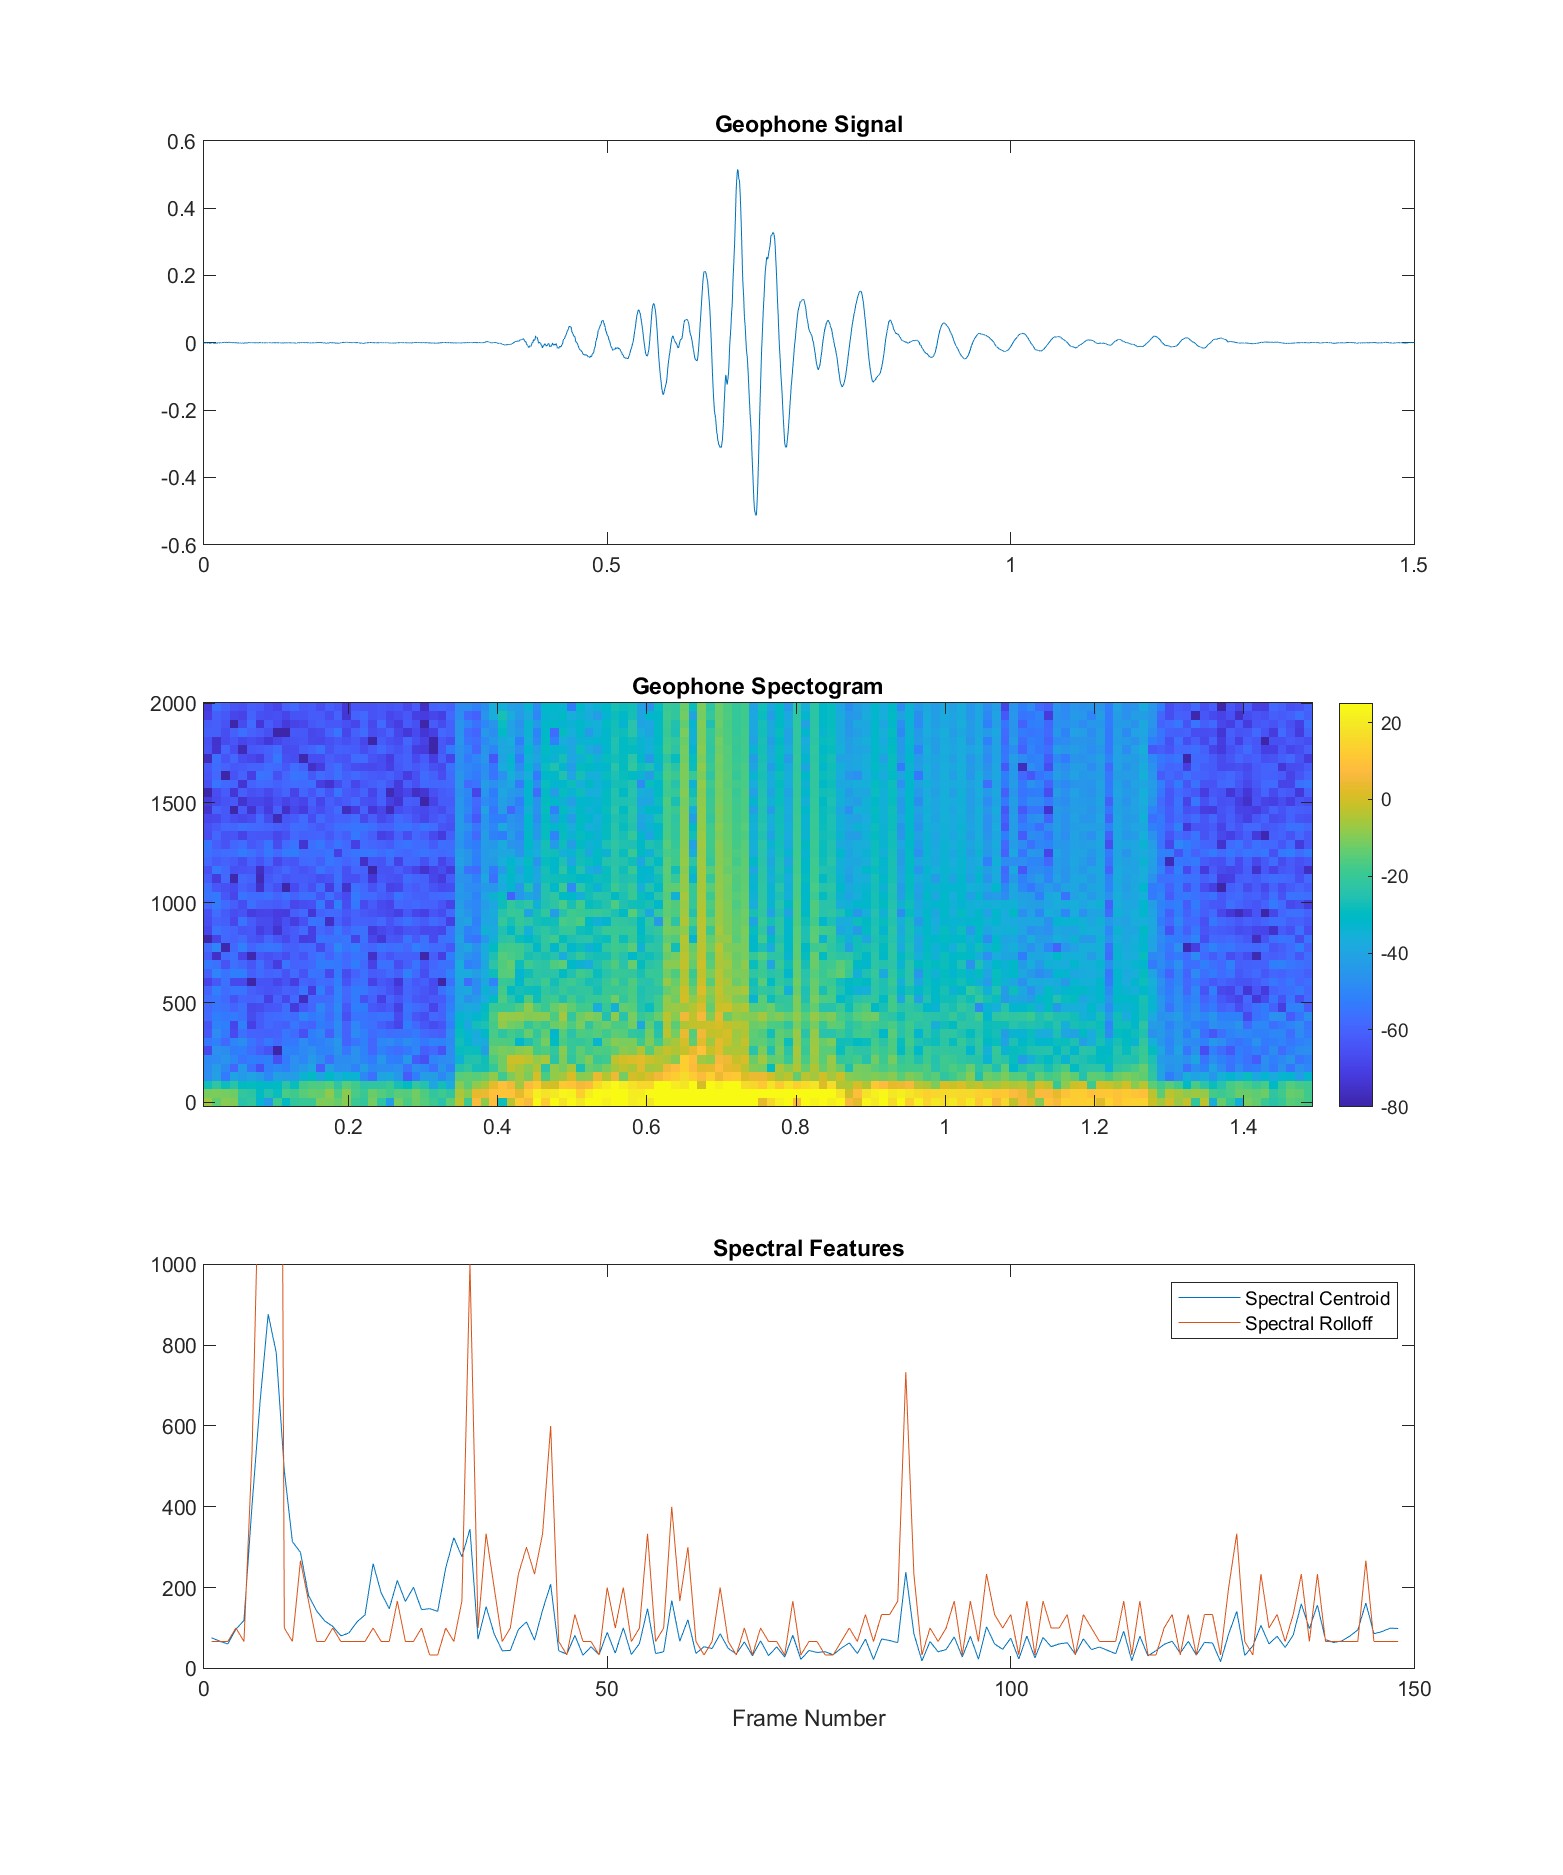 Geophone Signal
0.6
0.4
0.2
0
-0.2
-0.4
-0.6
0 0.5 1 1.5
Geophone Spectogram
2000
1500
1000
500
0
20
0
-20
-40
-60
-80
0.2 0.4 0.6 0.8 1 1.2 1.4
Spectral Features
1000
800
600
400
200
0
Spectral Centroid
Spectral Rolloff
0 50 100 150
Frame Number